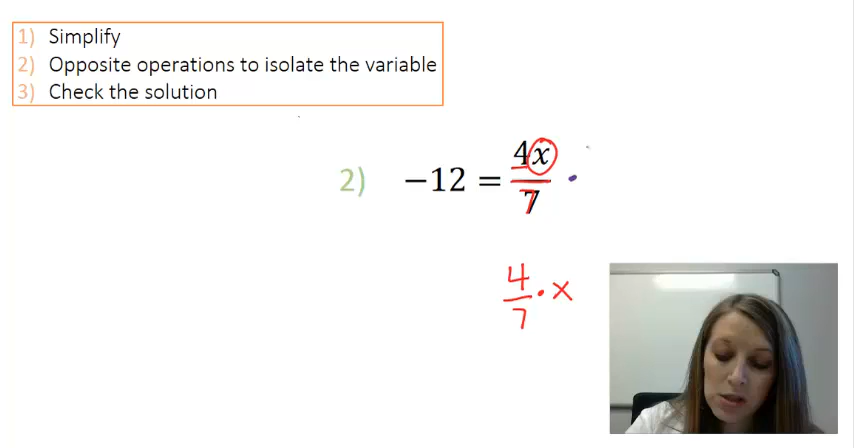 1) Simplify
2) Opposite operations to isolate the variable
3) Check the solution
2) −12 = 4x/7 •
4/7 • x